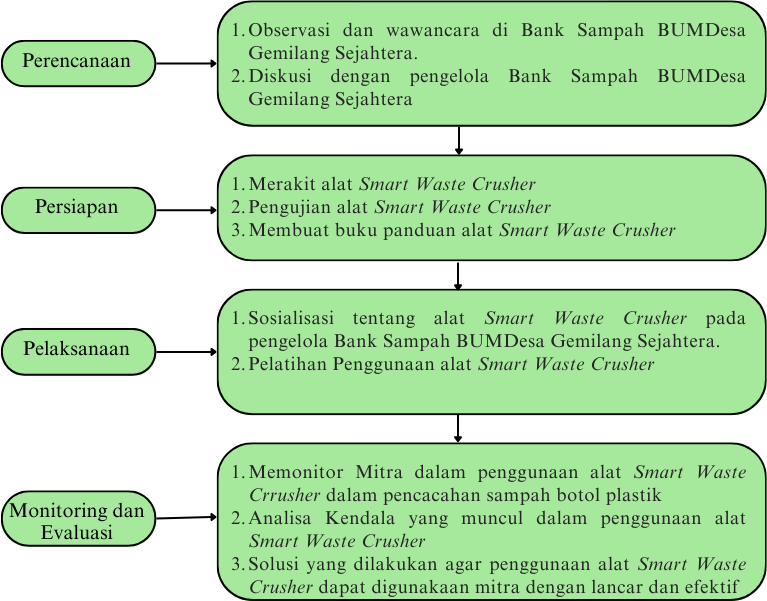 Perencanaan
1. Observasi dan wawancara di Bank Sampah BUMDesa
Gemilang Sejahtera.
2. Diskusi dengan pengelola Bank Sampah BUMDesa
Gemilang Sejahtera
Persiapan
1. Merakit alat Smart Waste Crusher
2. Pengujian alat Smart Waste Crusher
3. Membuat buku panduan alat Smart Waste Crusher
Pelaksanaan
1. Sosialisasi tentang alat Smart Waste Crusher pada
pengelola Bank Sampah BUMDesa Gemilang Sejahtera.
2. Pelatihan Penggunaan alat Smart Waste Crusher
Monitoring dan
Evaluasi
1. Memonitor Mitra dalam penggunaan alat Smart Waste
Crrusher dalam pencacahan sampah botol plastik
2. Analisa Kendala yang muncul dalam penggunaan alat
Smart Waste Crusher
3. Solusi yang dilakukan agar penggunaan alat Smart Waste
Crusher dapat digunakaan mitra dengan lancar dan efektif